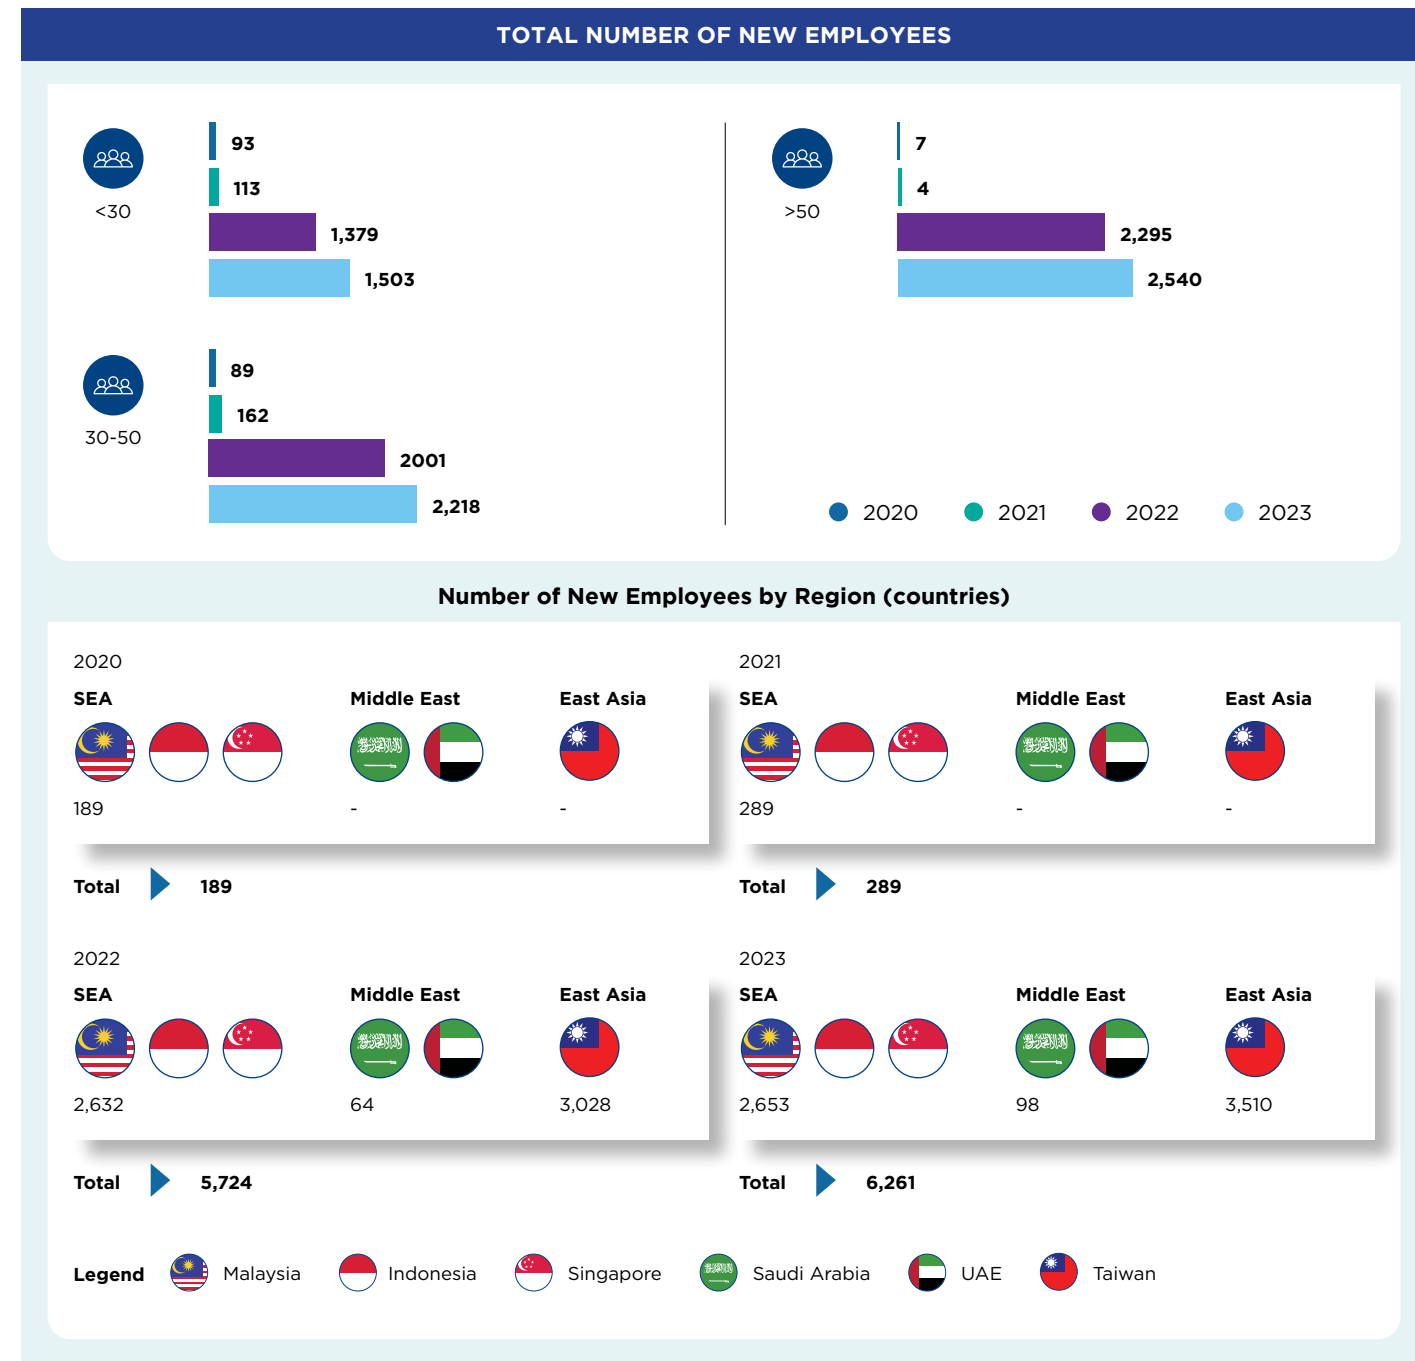 TOTAL NUMBER OF NEW EMPLOYEES
<30
93
113
1,379
1,503
>50
7
4
2,295
2,540
30-50
89
162
2001
2,218
2020 2021 2022 2023
Number of New Employees by Region (countries)
2020
SEA Middle East East Asia
189 - -
Total 189
2021
SEA Middle East East Asia
289 - -
Total 289
2022
SEA Middle East East Asia
2,632 64 3,028
Total 5,724
2023
SEA Middle East East Asia
2,653 98 3,510
Total 6,261
Legend Malaysia Indonesia Singapore Saudi Arabia UAE Taiwan